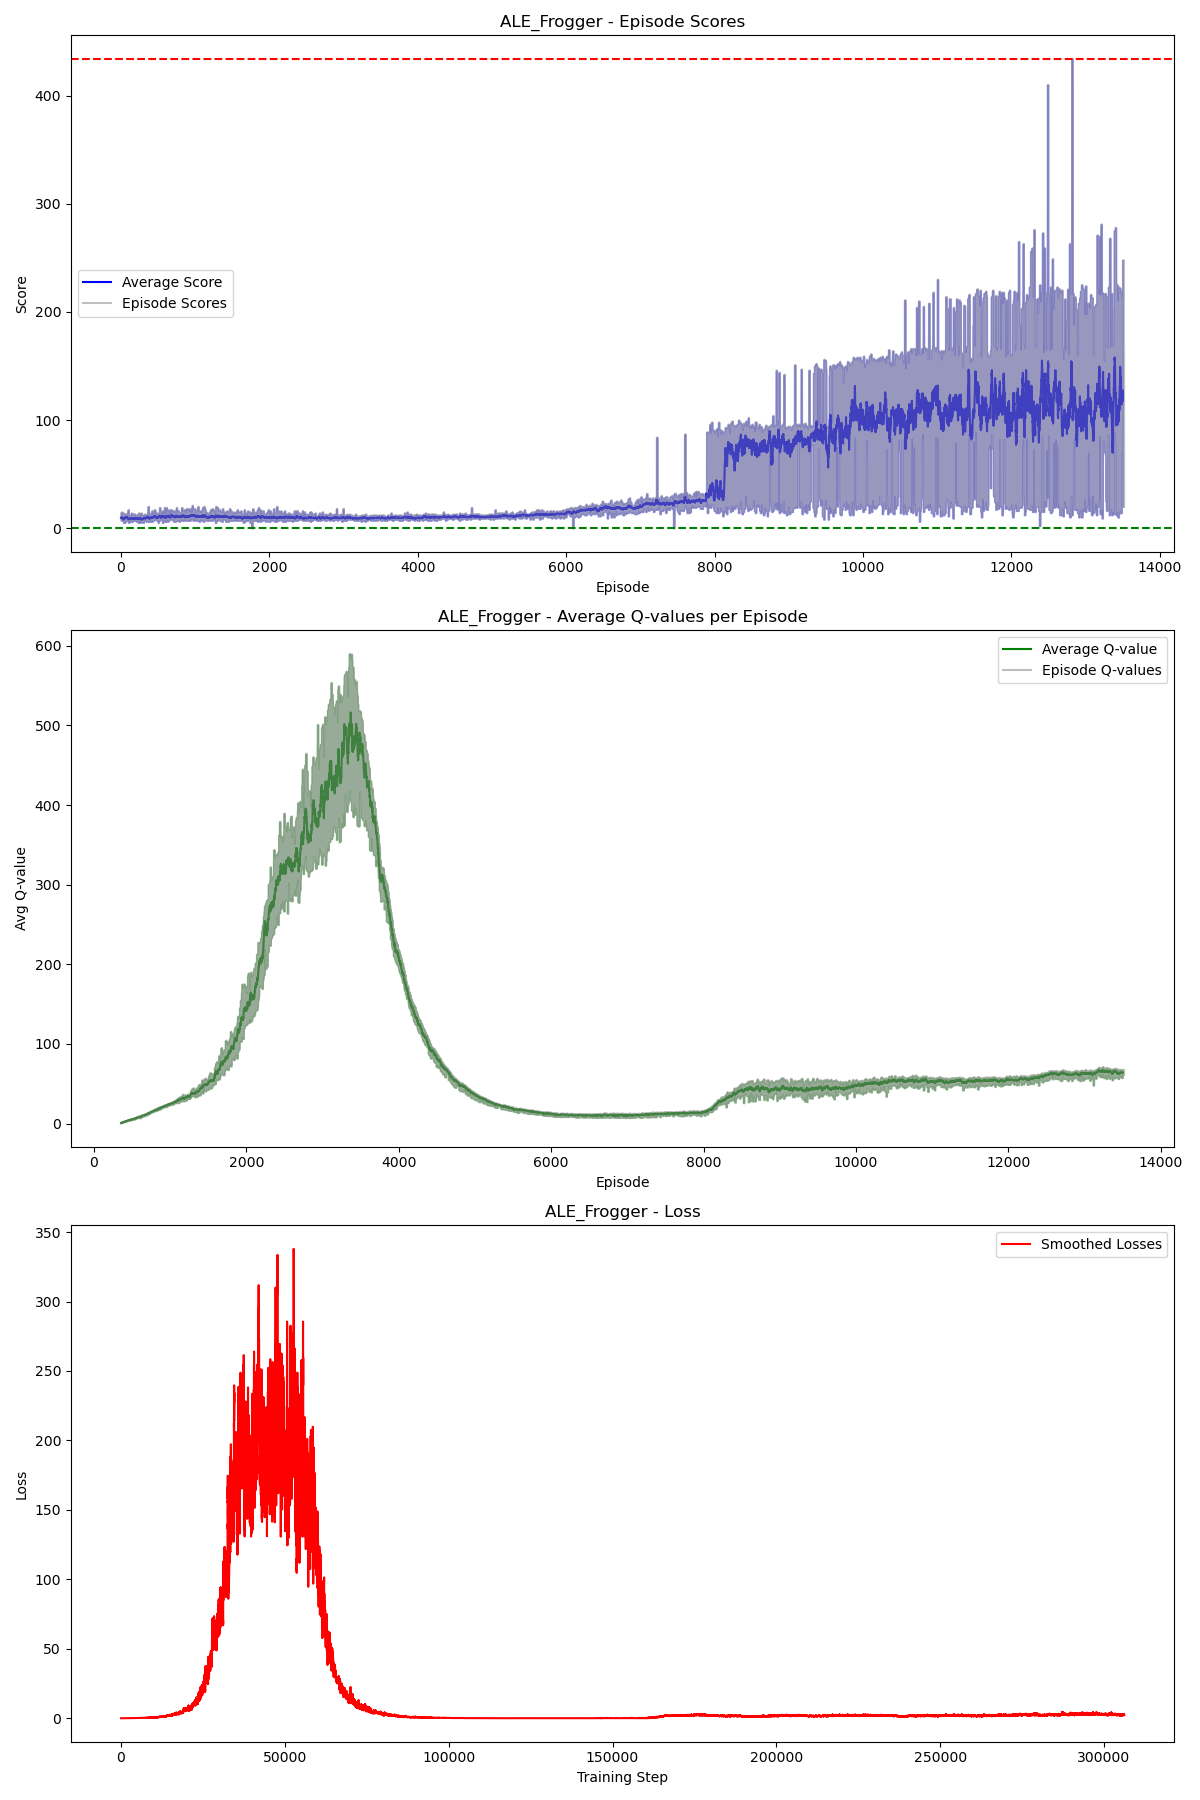 ALE_Frogger - Episode Scores
400
300
200
100
0
Score
Average Score
Episode Scores
0 2000 4000 6000 8000 10000 12000 14000
Episode
ALE_Frogger - Average Q-values per Episode
600
500
400
300
200
100
0
Avg Q-value
Average Q-value
Episode Q-values
0 2000 4000 6000 8000 10000 12000 14000
Episode
ALE_Frogger - Loss
350
300
250
200
150
100
50
0
Loss
Smoothed Losses
0 50000 100000 150000 200000 250000 300000
Training Step